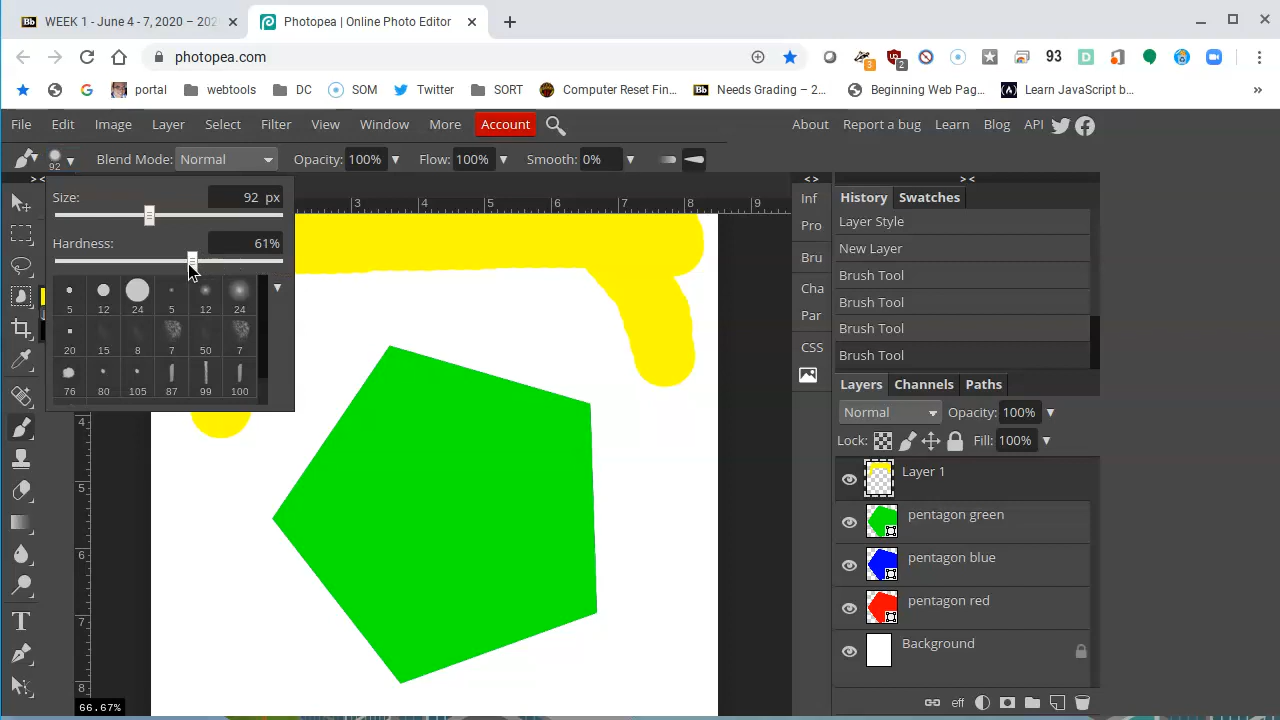 Bb WEEK 1 - June 4 - 7, 2020 – 202
Photopea | Online Photo Editor
photopea.com
3 2 93 D
portal webtools DC SOM Twitter SORT Computer Reset Fin... Bb Needs Grading – 2... Beginning Web Pag... Learn JavaScript b... »
File Edit Image Layer Select Filter View Window More Account About Report a bug Learn Blog API
92 Blend Mode: Normal Opacity: 100% Flow: 100% Smooth: 0%
> < < > > <
Size: 92 px
Hardness: 61%
5 12 24 5 12 24
20 15 8 7 50 7
76 80 105 87 99 100
3 4 5 6 7 8 9
4
5
6
7
8
66.67%
Inf
Pro
Bru
Cha
Par
CSS
History Swatches
Layer Style
New Layer
Brush Tool
Brush Tool
Brush Tool
Brush Tool
Layers Channels Paths
Normal Opacity: 100%
Lock: Fill: 100%
Layer 1
pentagon green
pentagon blue
pentagon red
Background
eff